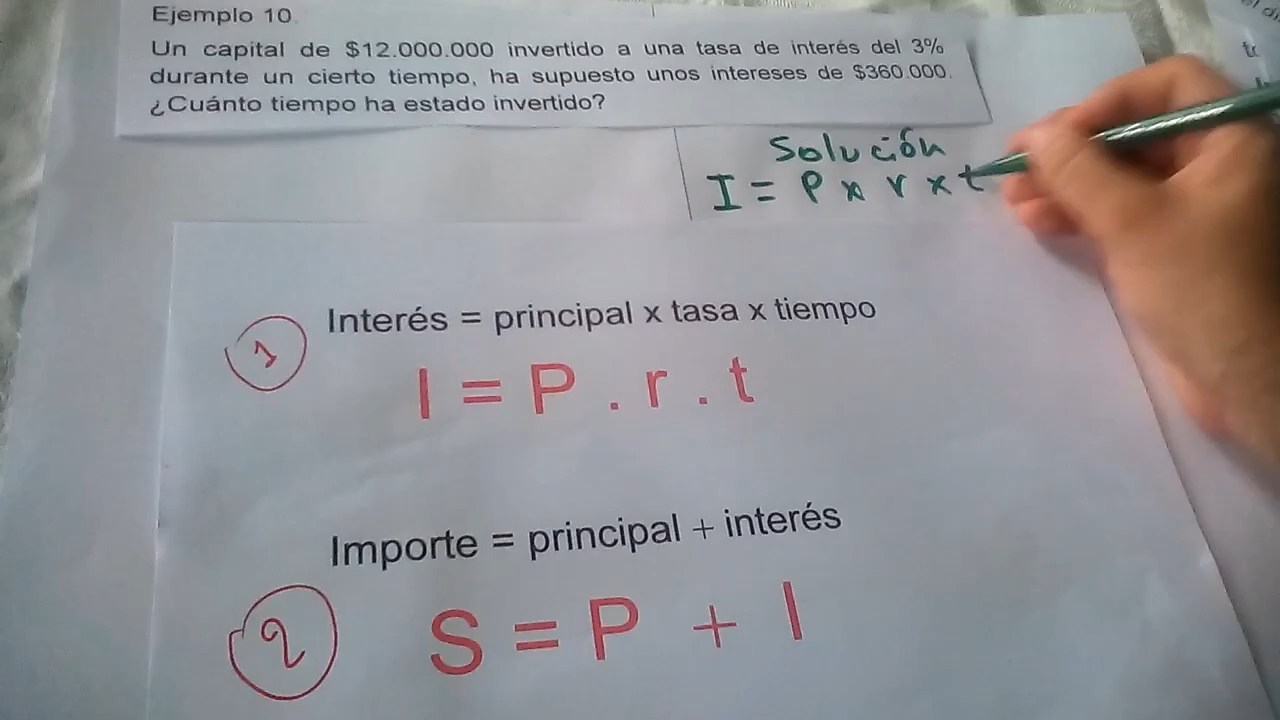 Ejemplo 10.
Un capital de $12.000.000 invertido a una tasa de interés del 3%
durante un cierto tiempo, ha supuesto unos intereses de $360.000.
¿Cuánto tiempo ha estado invertido?
Solución
I = P x r x t
1
Interés = principal x tasa x tiempo
I = P . r . t
Importe = principal + interés
2
S = P + I